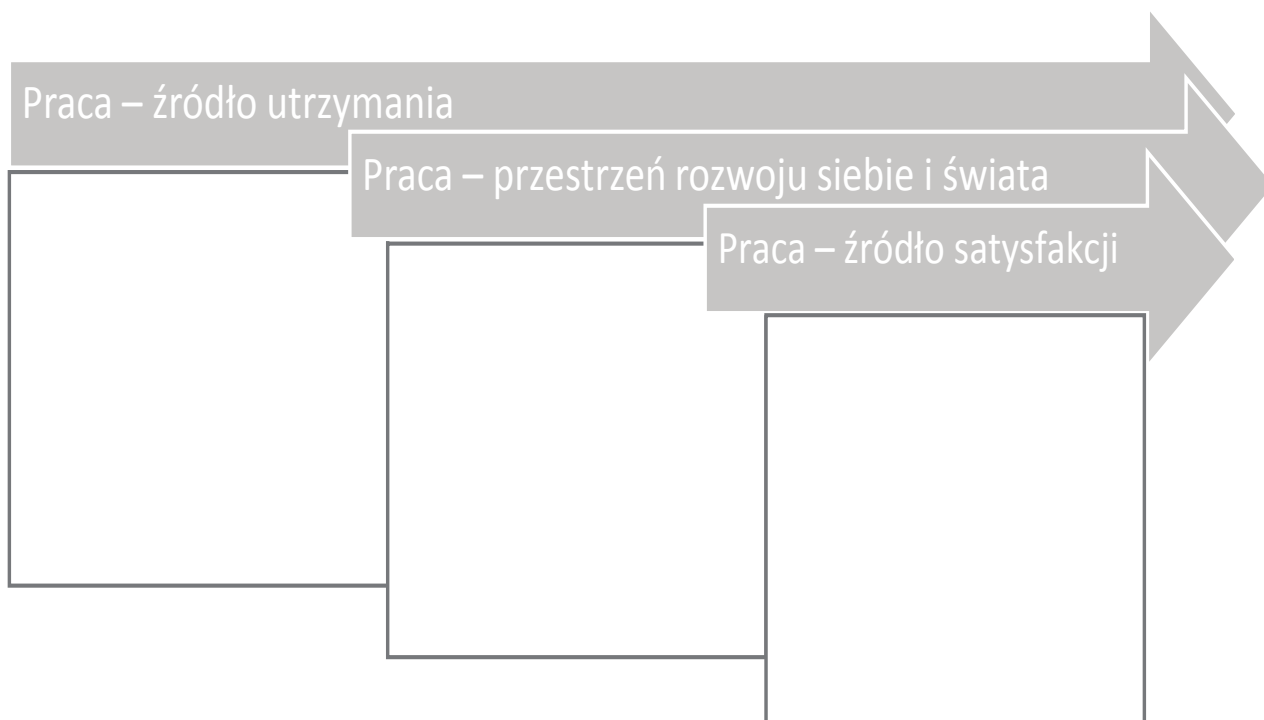 Praca – źródło utrzymania
Praca – przestrzeń rozwoju siebie i świata
Praca – źródło satysfakcji